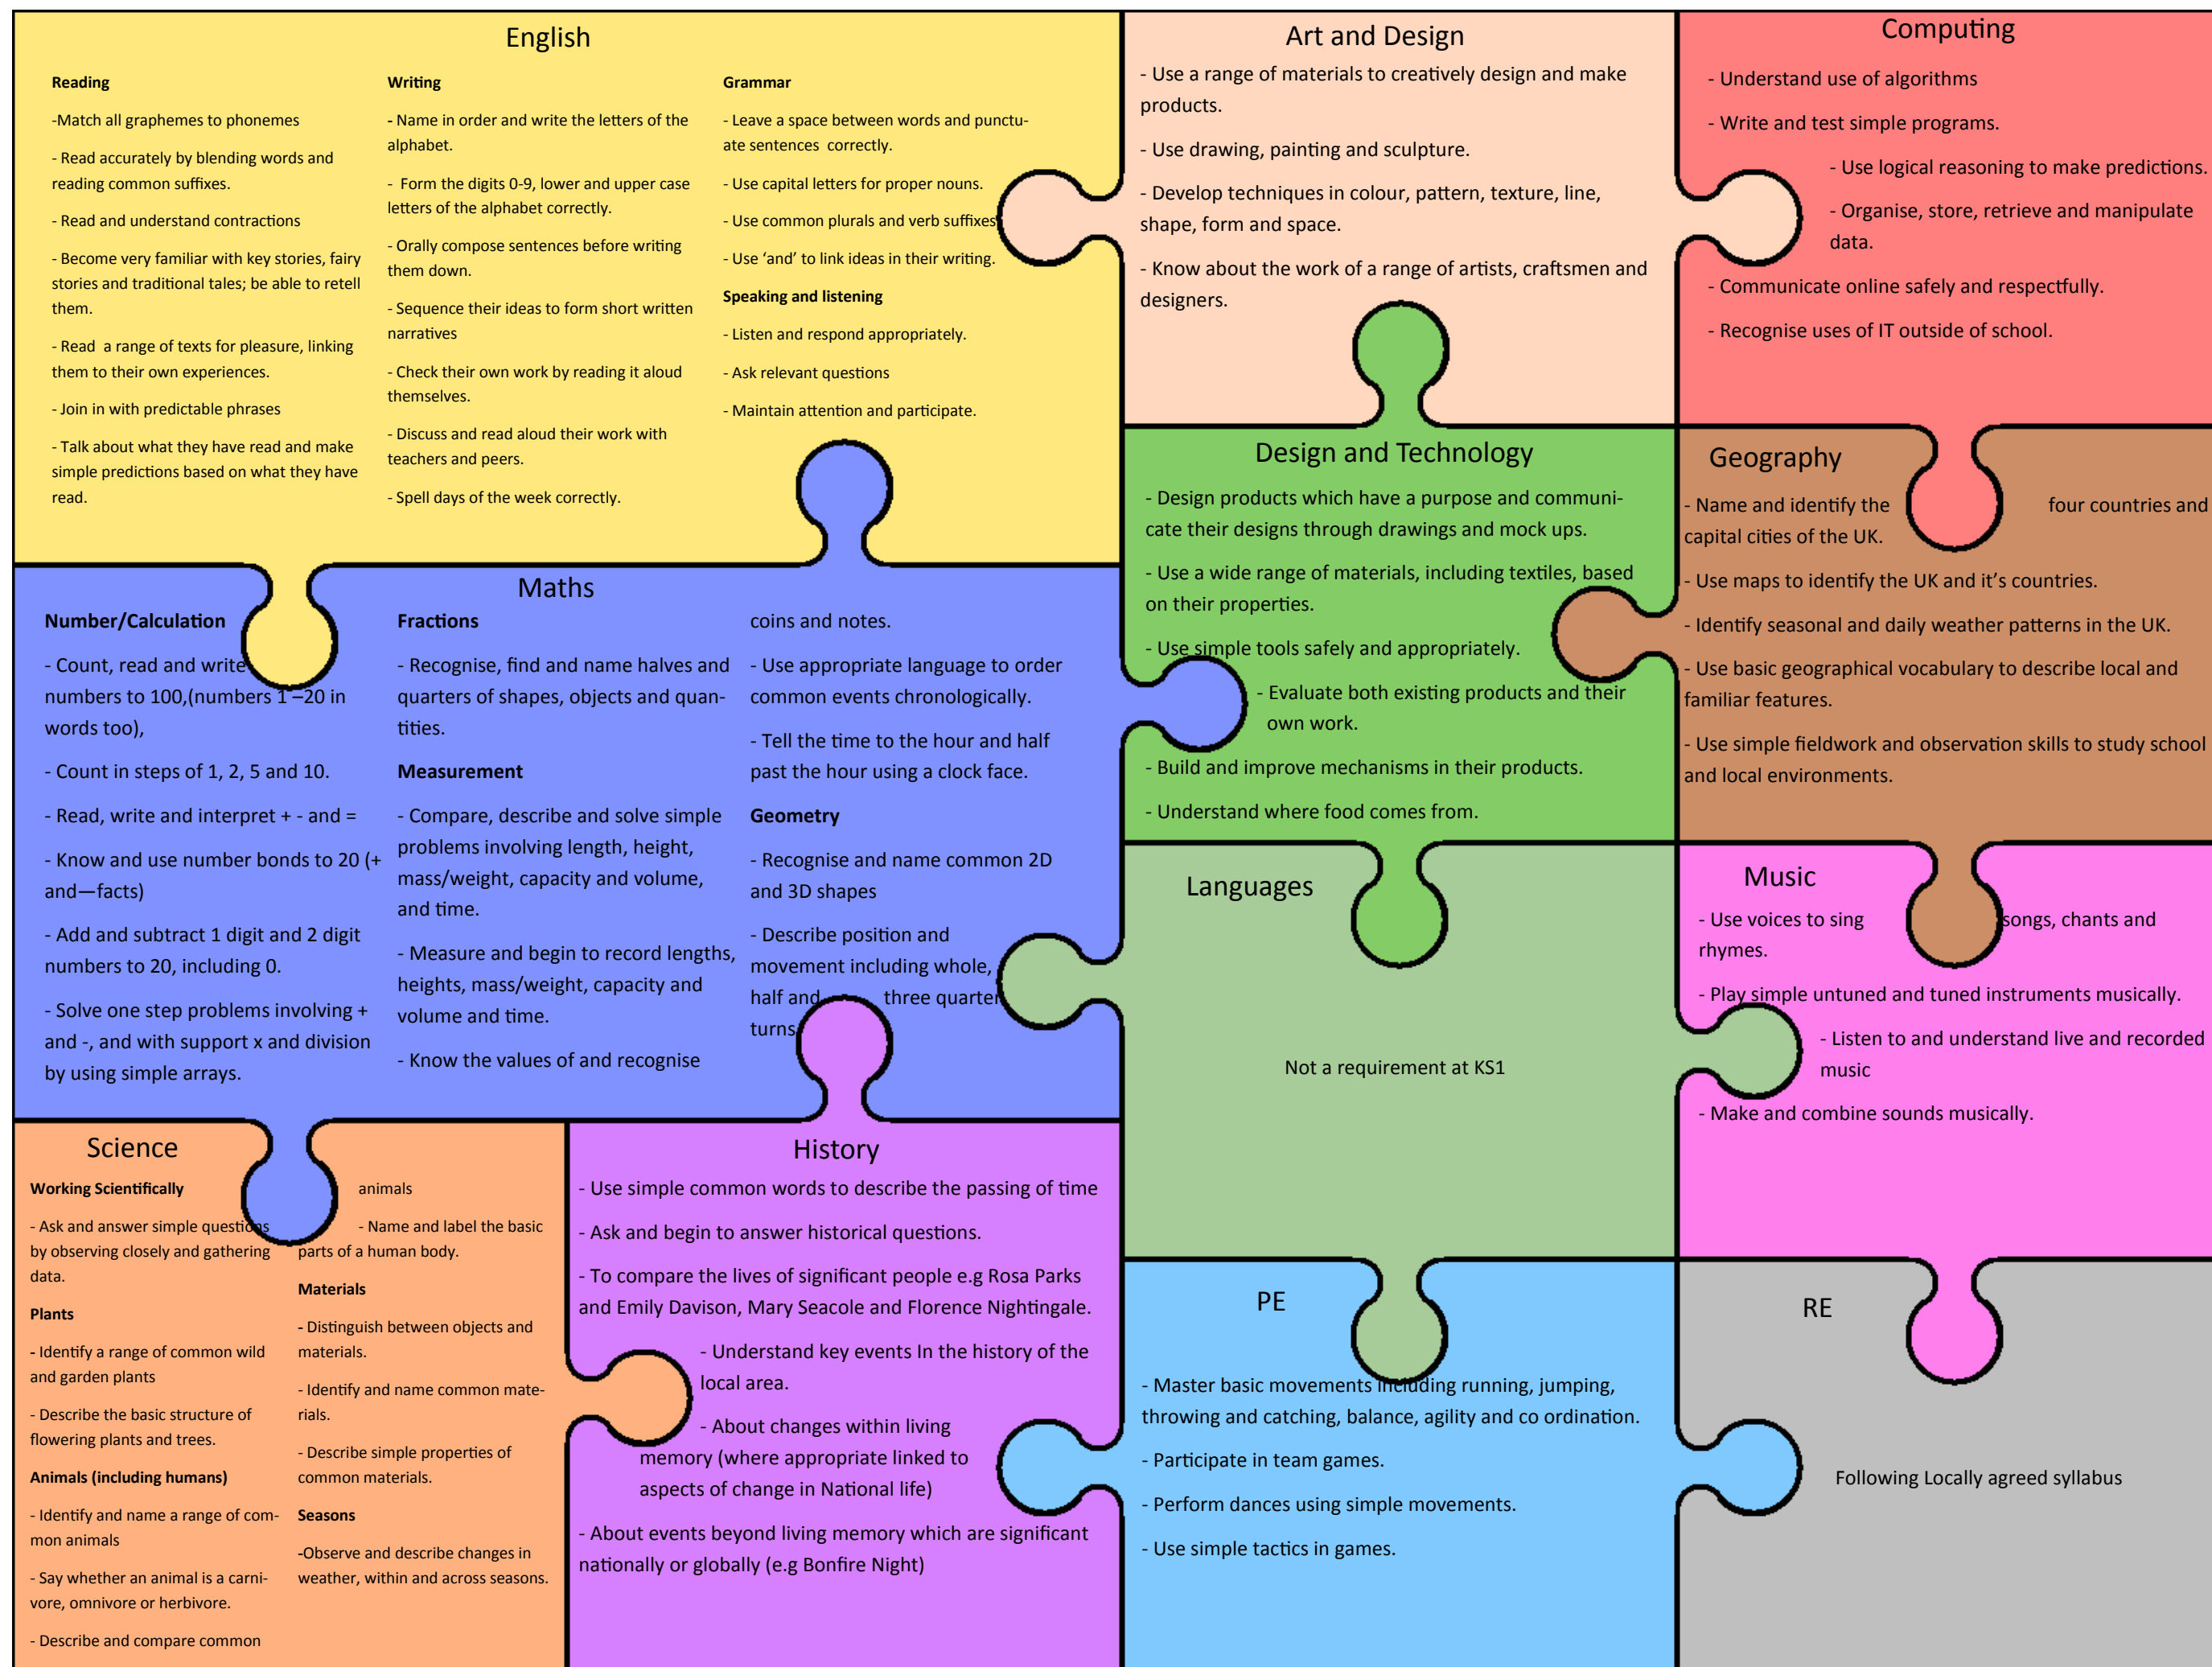 English
Reading
-Match all graphemes to phonemes
- Read accurately by blending words and
reading common suffixes.
- Read and understand contractions
- Become very familiar with key stories, fairy
stories and traditional tales; be able to retell
them.
- Read  a range of texts for pleasure, linking
them to their own experiences.
- Join in with predictable phrases
- Talk about what they have read and make
simple predictions based on what they have
read.
Writing
- Name in order and write the letters of the
alphabet.
-  Form the digits 0-9, lower and upper case
letters of the alphabet correctly.
- Orally compose sentences before writing
them down.
- Sequence their ideas to form short written
narratives
- Check their own work by reading it aloud
themselves.
- Discuss and read aloud their work with
teachers and peers.
- Spell days of the week correctly.
Grammar
- Leave a space between words and punctu-
ate sentences  correctly.
- Use capital letters for proper nouns.
- Use common plurals and verb suffixes
- Use ‘and’ to link ideas in their writing.
Speaking and listening
- Listen and respond appropriately.
- Ask relevant questions
- Maintain attention and participate.
Art and Design
- Use a range of materials to creatively design and make
products.
- Use drawing, painting and sculpture.
- Develop techniques in colour, pattern, texture, line,
shape, form and space.
- Know about the work of a range of artists, craftsmen and
designers.
Computing
- Understand use of algorithms
- Write and test simple programs.
- Use logical reasoning to make predictions.
- Organise, store, retrieve and manipulate
data.
- Communicate online safely and respectfully.
- Recognise uses of IT outside of school.
Maths
Number/Calculation
- Count, read and write
numbers to 100,(numbers 1 –20 in
words too),
- Count in steps of 1, 2, 5 and 10.
- Read, write and interpret + - and =
- Know and use number bonds to 20 (+
and—facts)
- Add and subtract 1 digit and 2 digit
numbers to 20, including 0.
- Solve one step problems involving +
and -, and with support x and division
by using simple arrays.
Fractions
- Recognise, find and name halves and
quarters of shapes, objects and quan-
tities.
Measurement
- Compare, describe and solve simple
problems involving length, height,
mass/weight, capacity and volume,
and time.
- Measure and begin to record lengths,
heights, mass/weight, capacity and
volume and time.
- Know the values of and recognise
coins and notes.
- Use appropriate language to order
common events chronologically.
- Tell the time to the hour and half
past the hour using a clock face.
Geometry
- Recognise and name common 2D
and 3D shapes
- Describe position and
movement including whole,
half and three quarter
turns
Design and Technology
- Design products which have a purpose and communi-
cate their designs through drawings and mock ups.
- Use a wide range of materials, including textiles, based
on their properties.
- Use simple tools safely and appropriately.
- Evaluate both existing products and their
own work.
- Build and improve mechanisms in their products.
- Understand where food comes from.
Geography
- Name and identify the four countries and
capital cities of the UK.
- Use maps to identify the UK and it’s countries.
- Identify seasonal and daily weather patterns in the UK.
- Use basic geographical vocabulary to describe local and
familiar features.
- Use simple fieldwork and observation skills to study school
and local environments.
Languages
Not a requirement at KS1
Music
- Use voices to sing songs, chants and
rhymes.
- Play simple untuned and tuned instruments musically.
- Listen to and understand live and recorded
music
- Make and combine sounds musically.
Science
Working Scientifically
- Ask and answer simple questions
by observing closely and gathering
data.
Plants
- Identify a range of common wild
and garden plants
- Describe the basic structure of
flowering plants and trees.
Animals (including humans)
- Identify and name a range of com-
mon animals
- Say whether an animal is a carni-
vore, omnivore or herbivore.
- Describe and compare common
animals
- Name and label the basic
parts of a human body.
Materials
- Distinguish between objects and
materials.
- Identify and name common mate-
rials.
- Describe simple properties of
common materials.
Seasons
-Observe and describe changes in
weather, within and across seasons.
History
- Use simple common words to describe the passing of time
- Ask and begin to answer historical questions.
- To compare the lives of significant people e.g Rosa Parks
and Emily Davison, Mary Seacole and Florence Nightingale.
- Understand key events In the history of the
local area.
- About changes within living
memory (where appropriate linked to
aspects of change in National life)
- About events beyond living memory which are significant
nationally or globally (e.g Bonfire Night)
PE
- Master basic movements including running, jumping,
throwing and catching, balance, agility and co ordination.
- Participate in team games.
- Perform dances using simple movements.
- Use simple tactics in games.
RE
Following Locally agreed syllabus